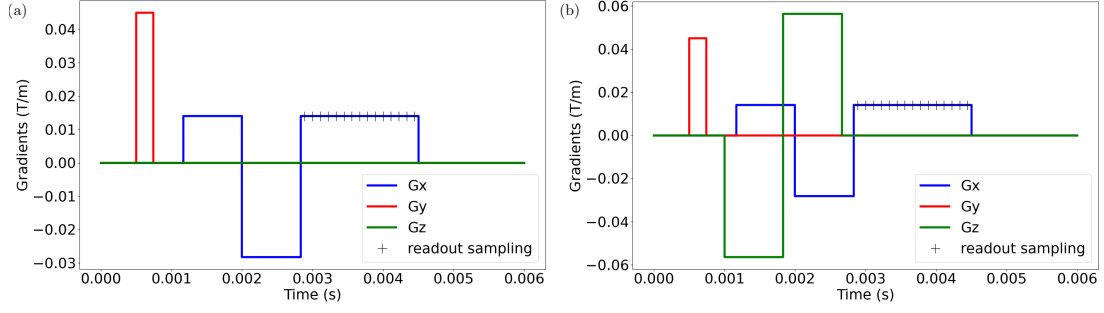 (a)
Gradients (T/m)
0.04
0.03
0.02
0.01
0.00
−0.01
−0.02
−0.03
0.000 0.001 0.002 0.003 0.004 0.005 0.006
Time (s)
Gx
Gy
Gz
readout sampling
(b)
Gradients (T/m)
0.06
0.04
0.02
0.00
−0.02
−0.04
−0.06
0.000 0.001 0.002 0.003 0.004 0.005 0.006
Time (s)
Gx
Gy
Gz
readout sampling